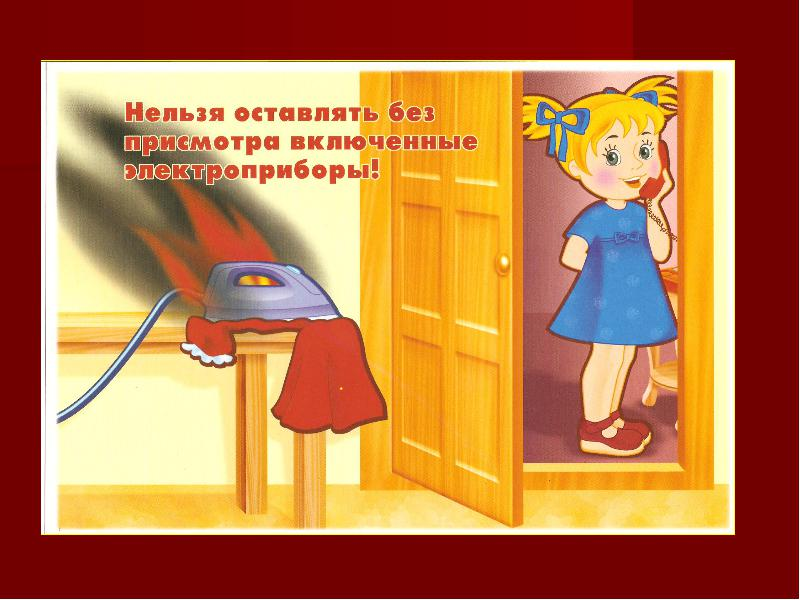 Нельзя оставлять без
присмотра включенные
электроприборы!